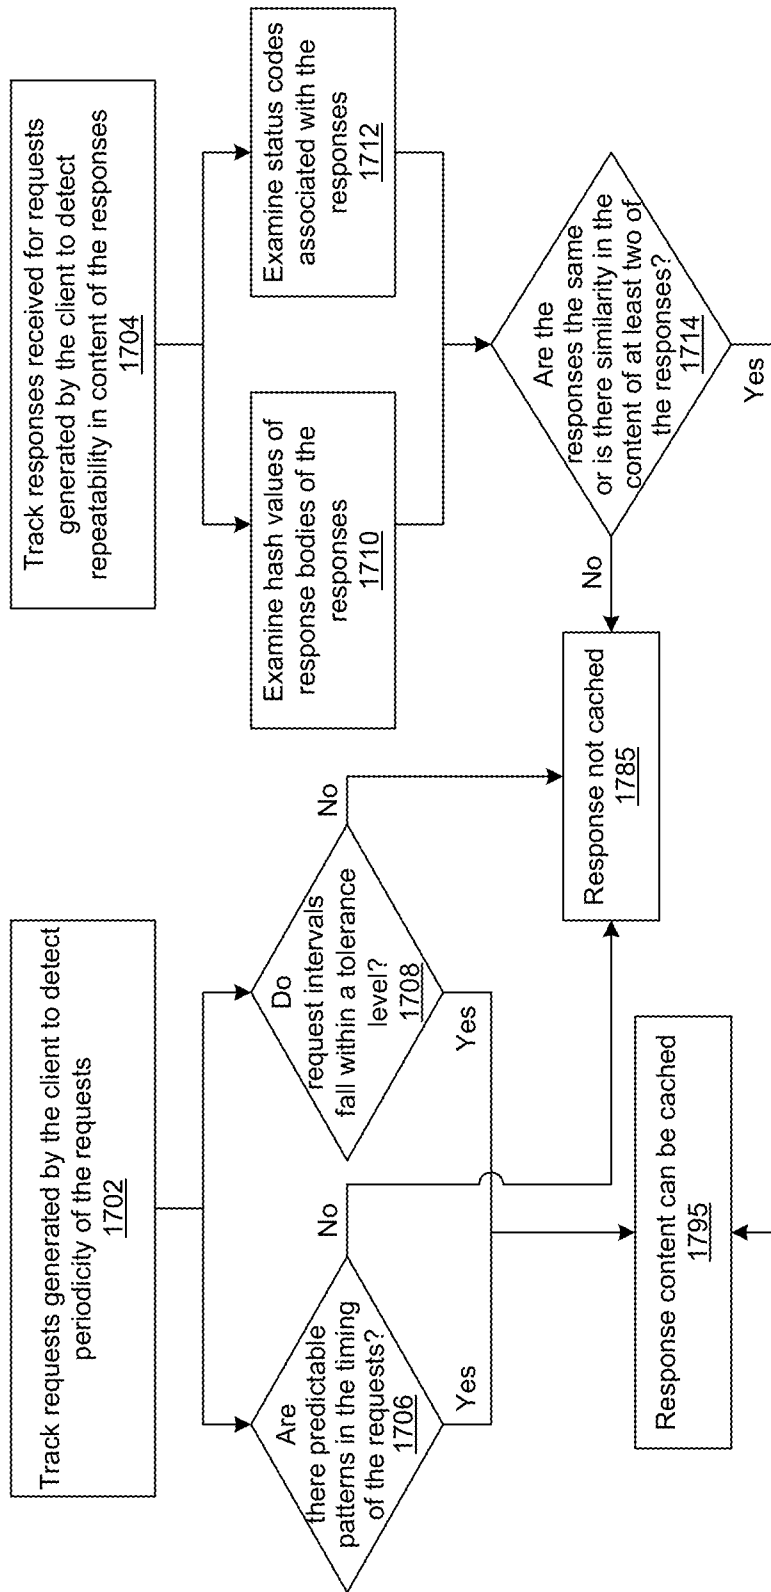 Track requests generated by the client to detect
periodicity of the requests
1702
Are
there predictable
patterns in the timing
of the requests?
1706
No
Yes
Do
request intervals
fall within a tolerance
level?
1708
No
Yes
Track responses received for requests
generated by the client to detect
repeatability in content of the responses
1704
Examine hash values of
response bodies of the
responses
1710
Examine status codes
associated with the
responses
1712
Are the
responses the same
or is there similarity in the
content of at least two of
the responses?
1714
No
Yes
Response not cached
1785
Response content can be cached
1795